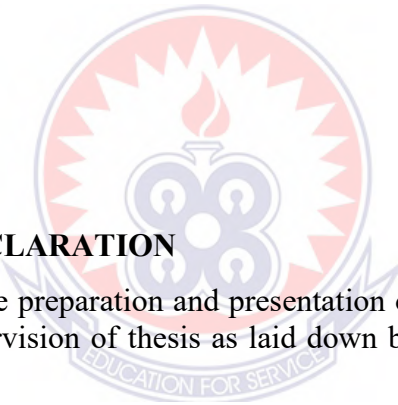 CLARATION
e preparation and presentation
rvision of thesis as laid down b
EDUCATION FOR SERVICE